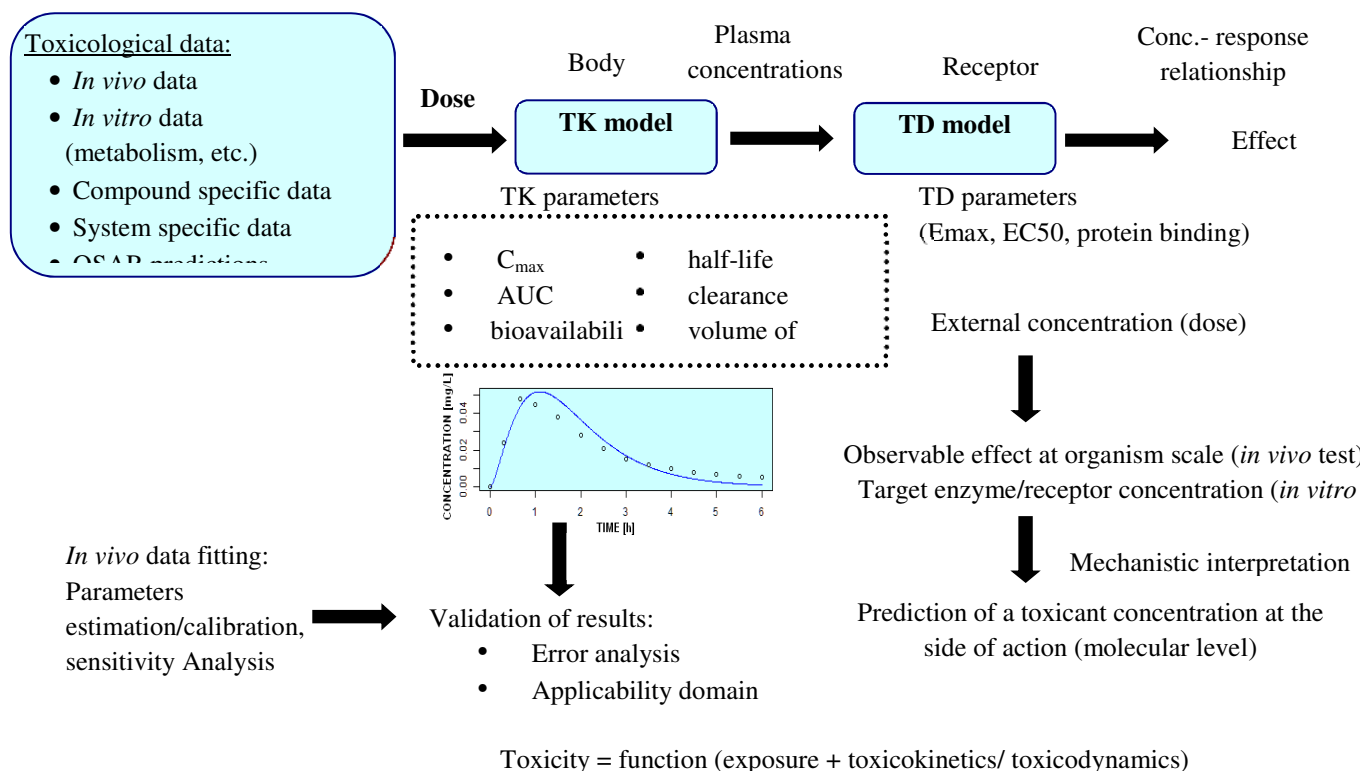 Toxicological data:
• In vivo data
• In vitro data
(metabolism, etc.)
• Compound specific data
• System specific data
Dose
Body
TK model
Plasma
concentrations
Receptor
TD model
Conc.- response
relationship
Effect
TK parameters
• Cmax
• AUC
• bioavailabili
• half-life
• clearance
• volume of
TD parameters
(Emax, EC50, protein binding)
CONCENTRATION [mg/L]
0.00 0.02 0.04
0 1 2 3 4 5 6
TIME [h]
External concentration (dose)
Observable effect at organism scale (in vivo test)
Target enzyme/receptor concentration (in vitro
Mechanistic interpretation
Prediction of a toxicant concentration at the
side of action (molecular level)
In vivo data fitting:
Parameters
estimation/calibration,
sensitivity Analysis
Validation of results:
• Error analysis
• Applicability domain
Toxicity = function (exposure + toxicokinetics/ toxicodynamics)